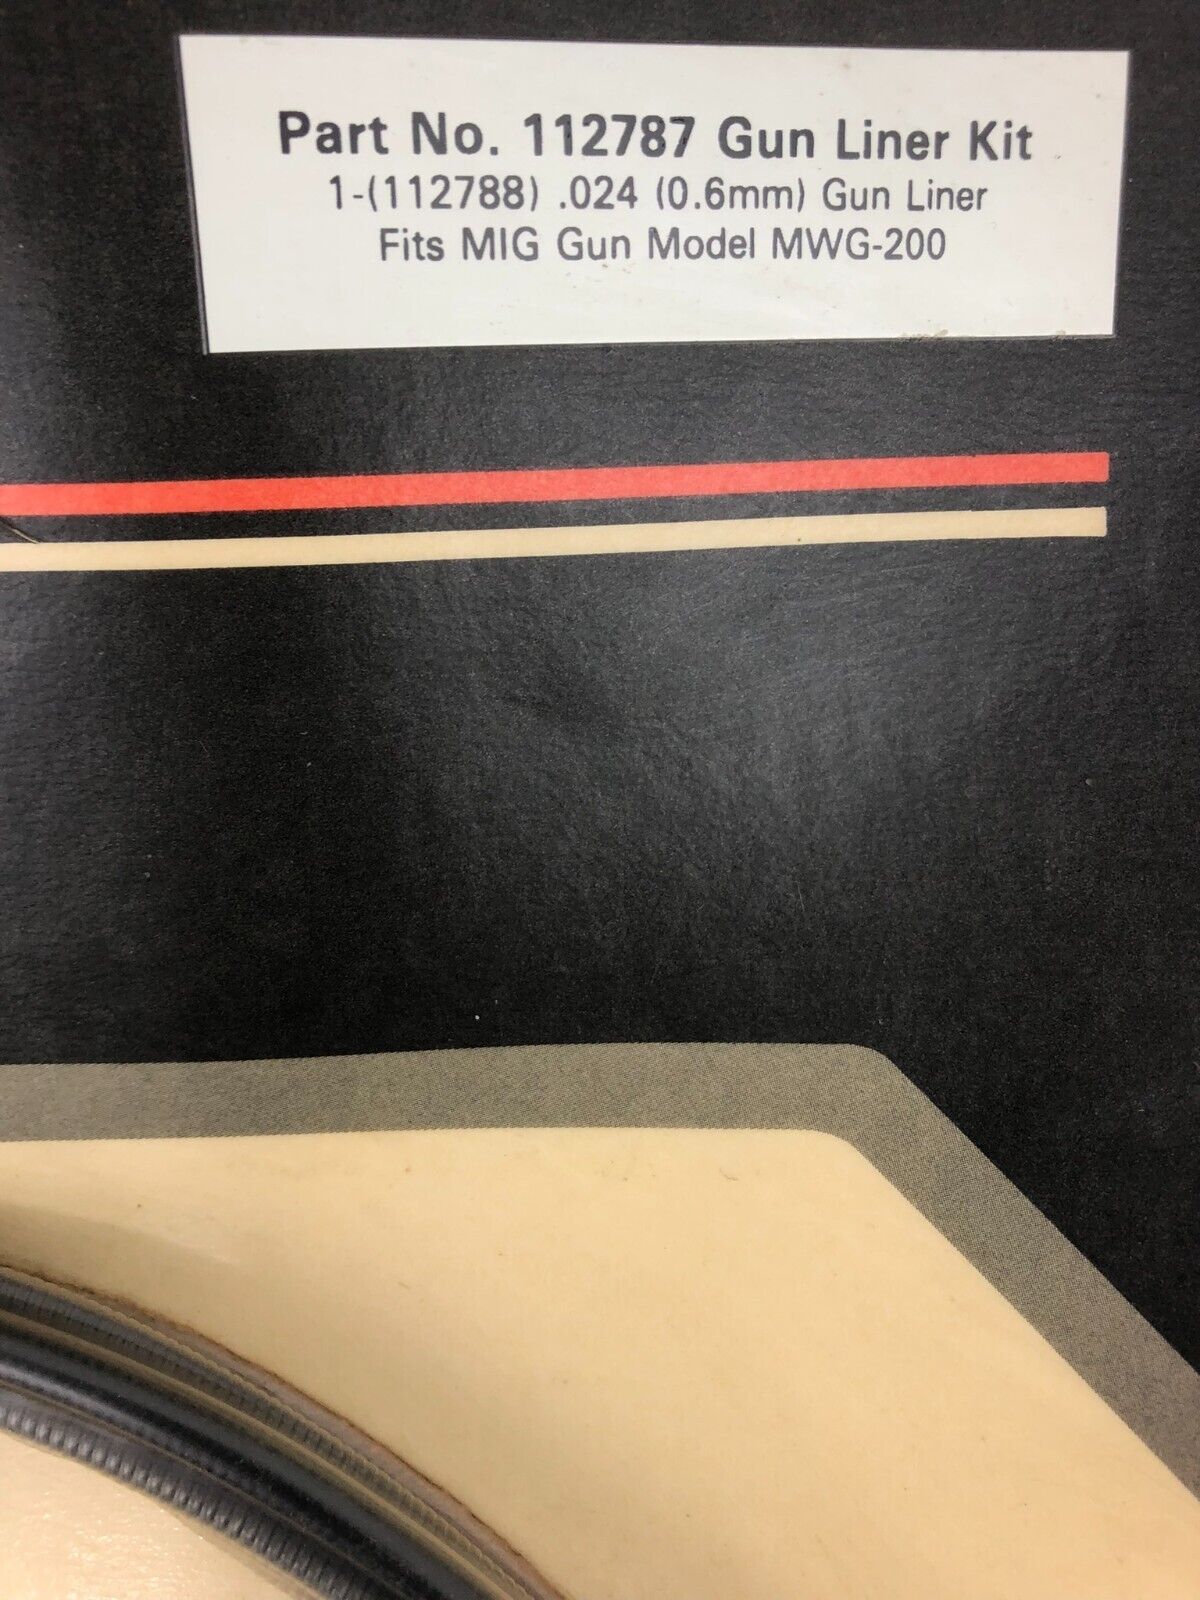 Part No. 112787 Gun Liner Kit
1-(112788) .024 (0.6mm) Gun Liner
Fits MIG Gun Model MWG-200